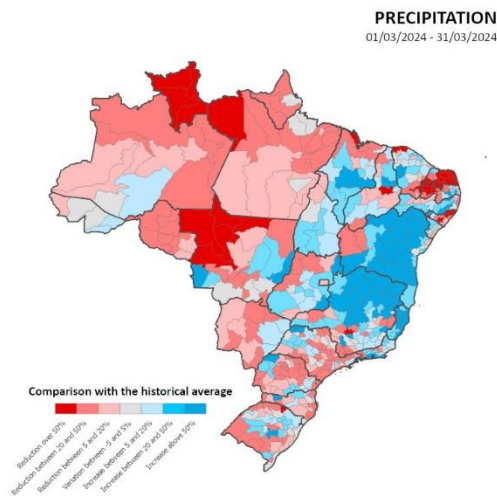 PRECIPITATION
01/03/2024 - 31/03/2024
Comparison with the historical average
Reduction over 50%
Reduction between 20 and 50%
Reduction between 5 and 20%
Variation between -5 and 5%
Increase between 5 and 20%
Increase between 20 and 50%
Increase above 50%